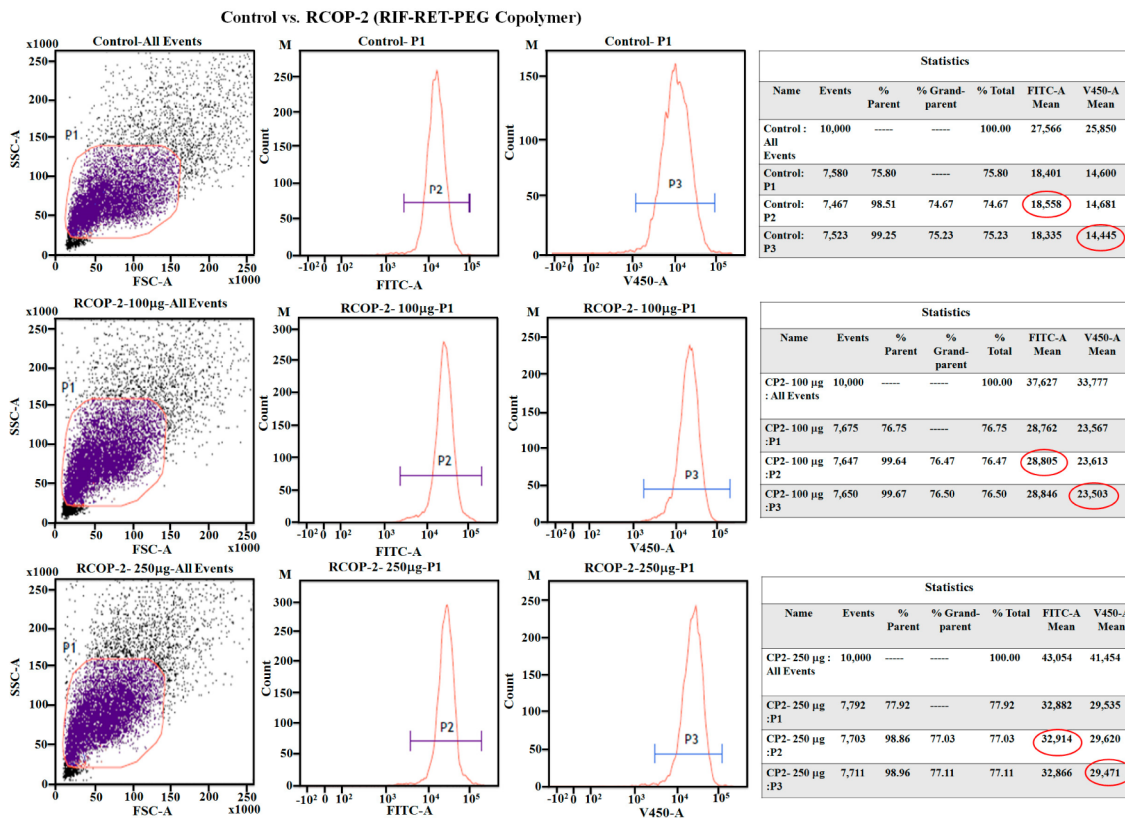 Control vs. RCOP-2 (RIF-RET-PEG Copolymer)
Control-All Events
x1000
250
200
150
100
50
0
SSC-A
P1
0 50 100 150 200 250
FSC-A x1000
Control- P1
M
300
250
200
150
100
50
0
Count
P2
-10² 0 10² 10³ 10⁴ 10⁵
FITC-A
Control- P1
M
150
100
50
0
Count
P3
-10² 0 10² 10³ 10⁴ 10⁵
V450-A
Statistics
Name Events % Parent % Grand-parent % Total FITC-A Mean V450-A Mean
Control : All Events 10,000 ----- ----- 100.00 27,566 25,850
Control: P1 7,580 75.80 ----- 75.80 18,401 14,600
Control: P2 7,467 98.51 74.67 74.67 18,558 14,681
Control: P3 7,523 99.25 75.23 75.23 18,335 14,445
RCOP-2-100µg-All Events
x1000
250
200
150
100
50
0
SSC-A
P1
0 50 100 150 200 250
FSC-A x1000
RCOP-2- 100µg-P1
M
300
250
200
150
100
50
0
Count
P2
-10² 0 10² 10³ 10⁴ 10⁵
FITC-A
RCOP-2- 100µg-P1
M
250
200
150
100
50
0
Count
P3
-10² 0 10² 10³ 10⁴ 10⁵
V450-A
Statistics
Name Events % Parent % Grand-parent % Total FITC-A Mean V450-A Mean
CP2- 100 µg : All Events 10,000 ----- ----- 100.00 37,627 33,777
CP2- 100 µg :P1 7,675 76.75 ----- 76.75 28,762 23,567
CP2- 100 µg :P2 7,647 99.64 76.47 76.47 28,805 23,613
CP2- 100 µg :P3 7,650 99.67 76.50 76.50 28,846 23,503
RCOP-2- 250µg-All Events
x1000
250
200
150
100
50
0
SSC-A
P1
0 50 100 150 200 250
FSC-A x1000
RCOP-2- 250µg-P1
M
300
250
200
150
100
50
0
Count
P2
-10² 0 10² 10³ 10⁴ 10⁵
FITC-A
RCOP-2-250µg-P1
M
250
200
150
100
50
0
Count
P3
-10² 0 10² 10³ 10⁴ 10⁵
V450-A
Statistics
Name Events % Parent % Grand-parent % Total FITC-A Mean V450-A Mean
CP2- 250 µg : All Events 10,000 ----- ----- 100.00 43,054 41,454
CP2- 250 µg :P1 7,792 77.92 ----- 77.92 32,882 29,535
CP2- 250 µg :P2 7,703 98.86 77.03 77.03 32,914 29,620
CP2- 250 µg :P3 7,711 98.96 77.11 77.11 32,866 29,471